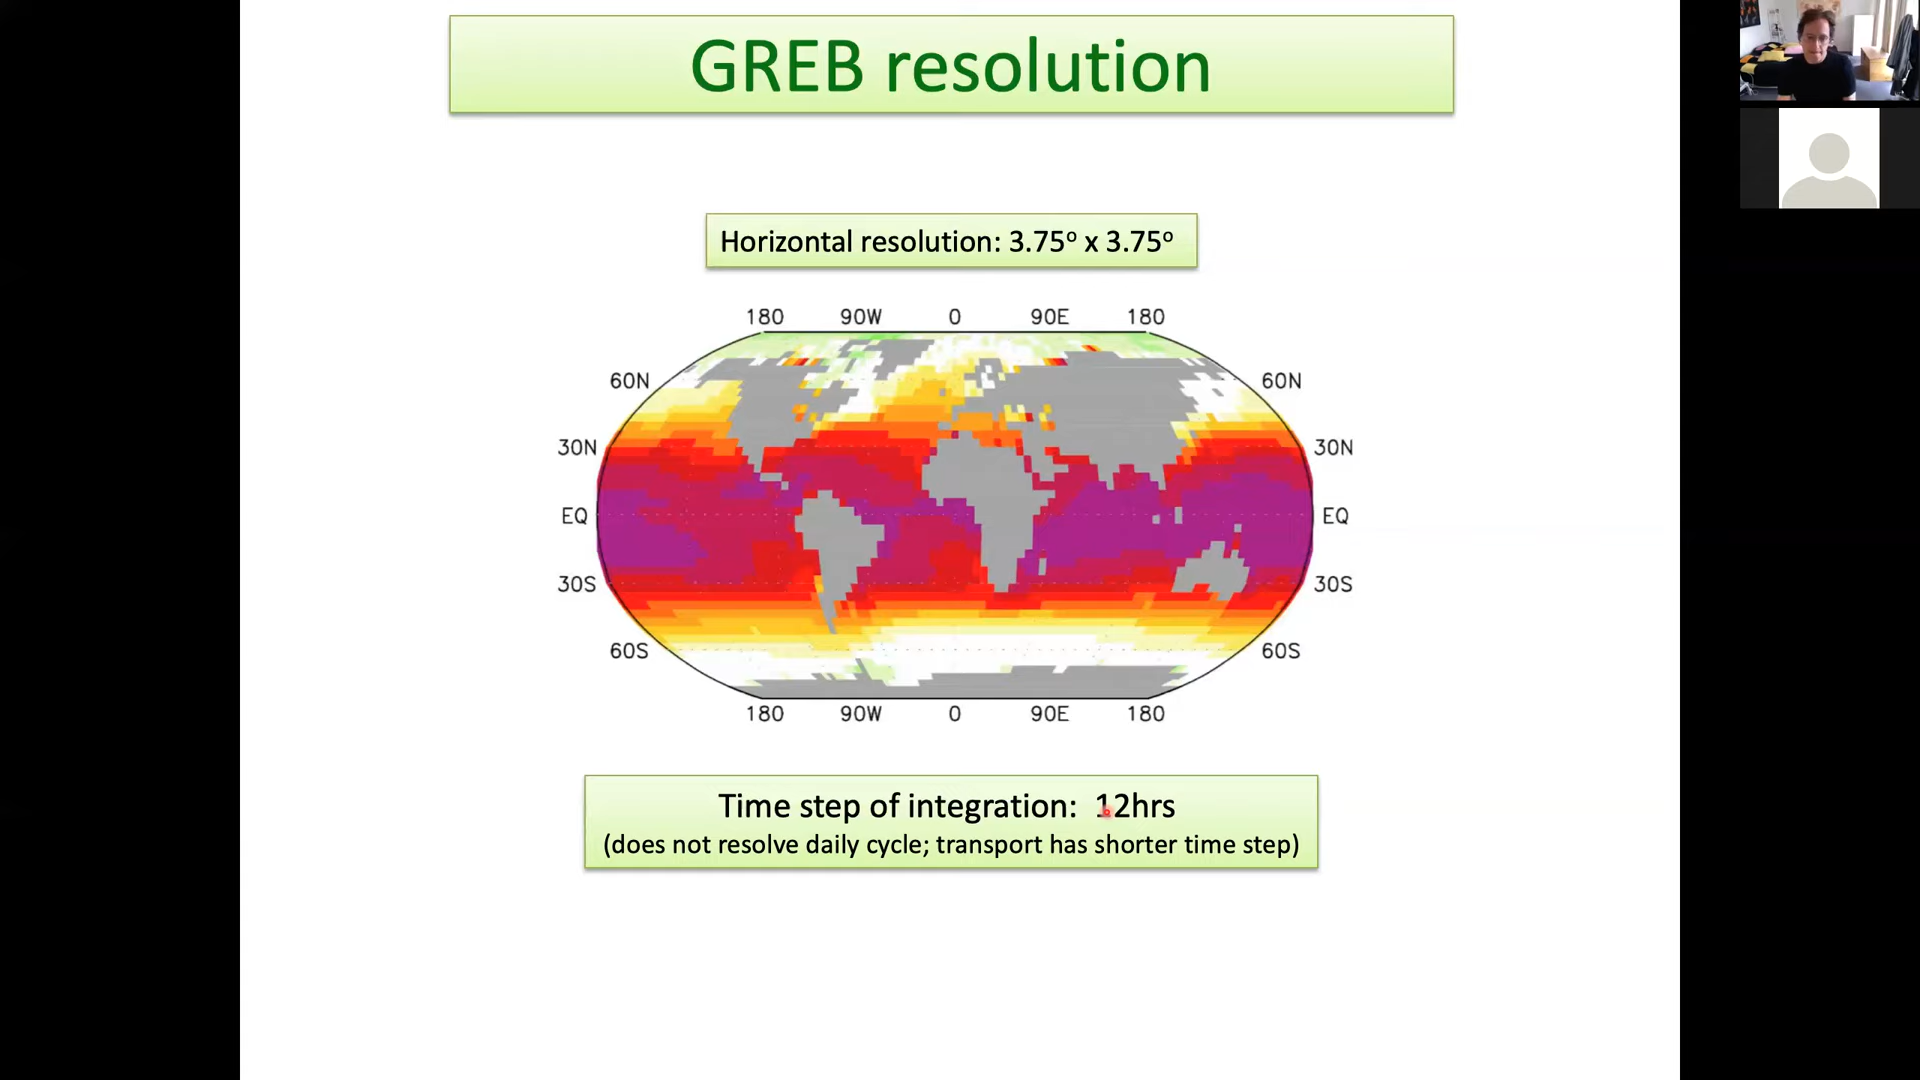 GREB resolution
Horizontal resolution: 3.75º x 3.75º
180 90W 0 90E 180
60N 60N
30N 30N
EQ EQ
30S 30S
60S 60S
180 90W 0 90E 180
Time step of integration: 12hrs
(does not resolve daily cycle; transport has shorter time step)